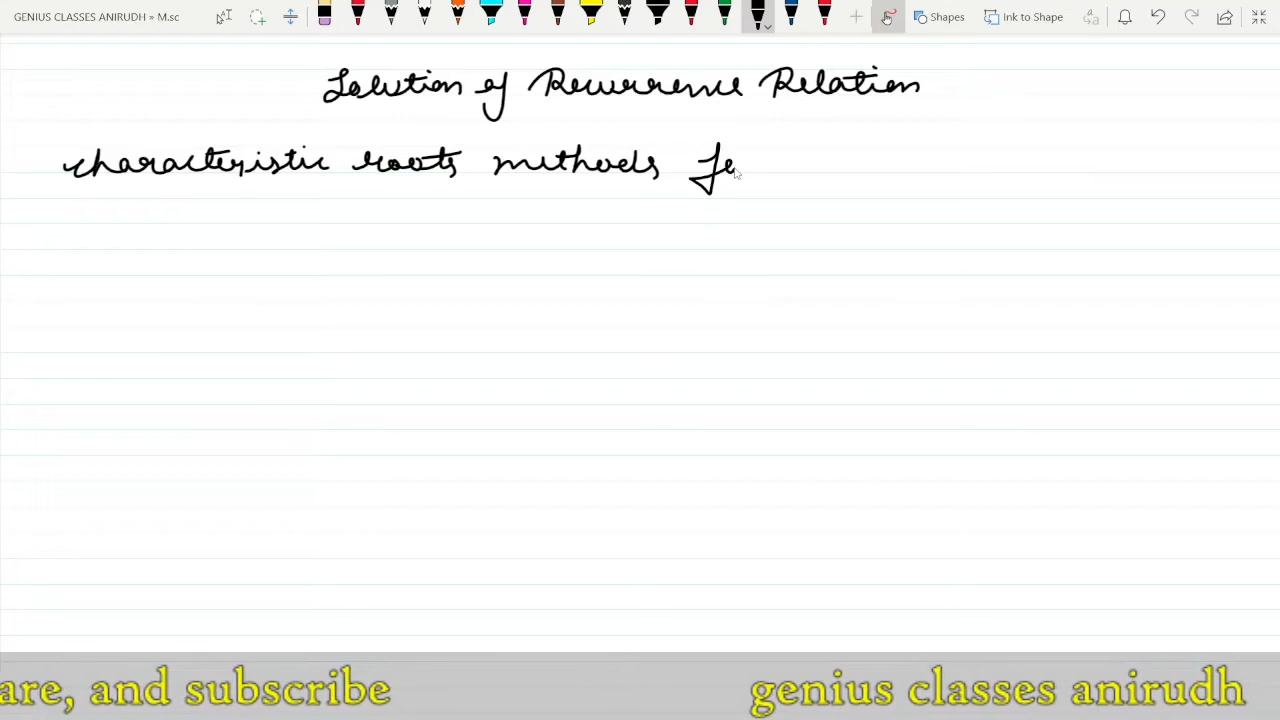 GENIUS CLASSES ANIRUDH » M.sc
Shapes
Ink to Shape
Solution of Recurrence Relation
characteristic roots methods
are, and subscribe
genius classes anirudh